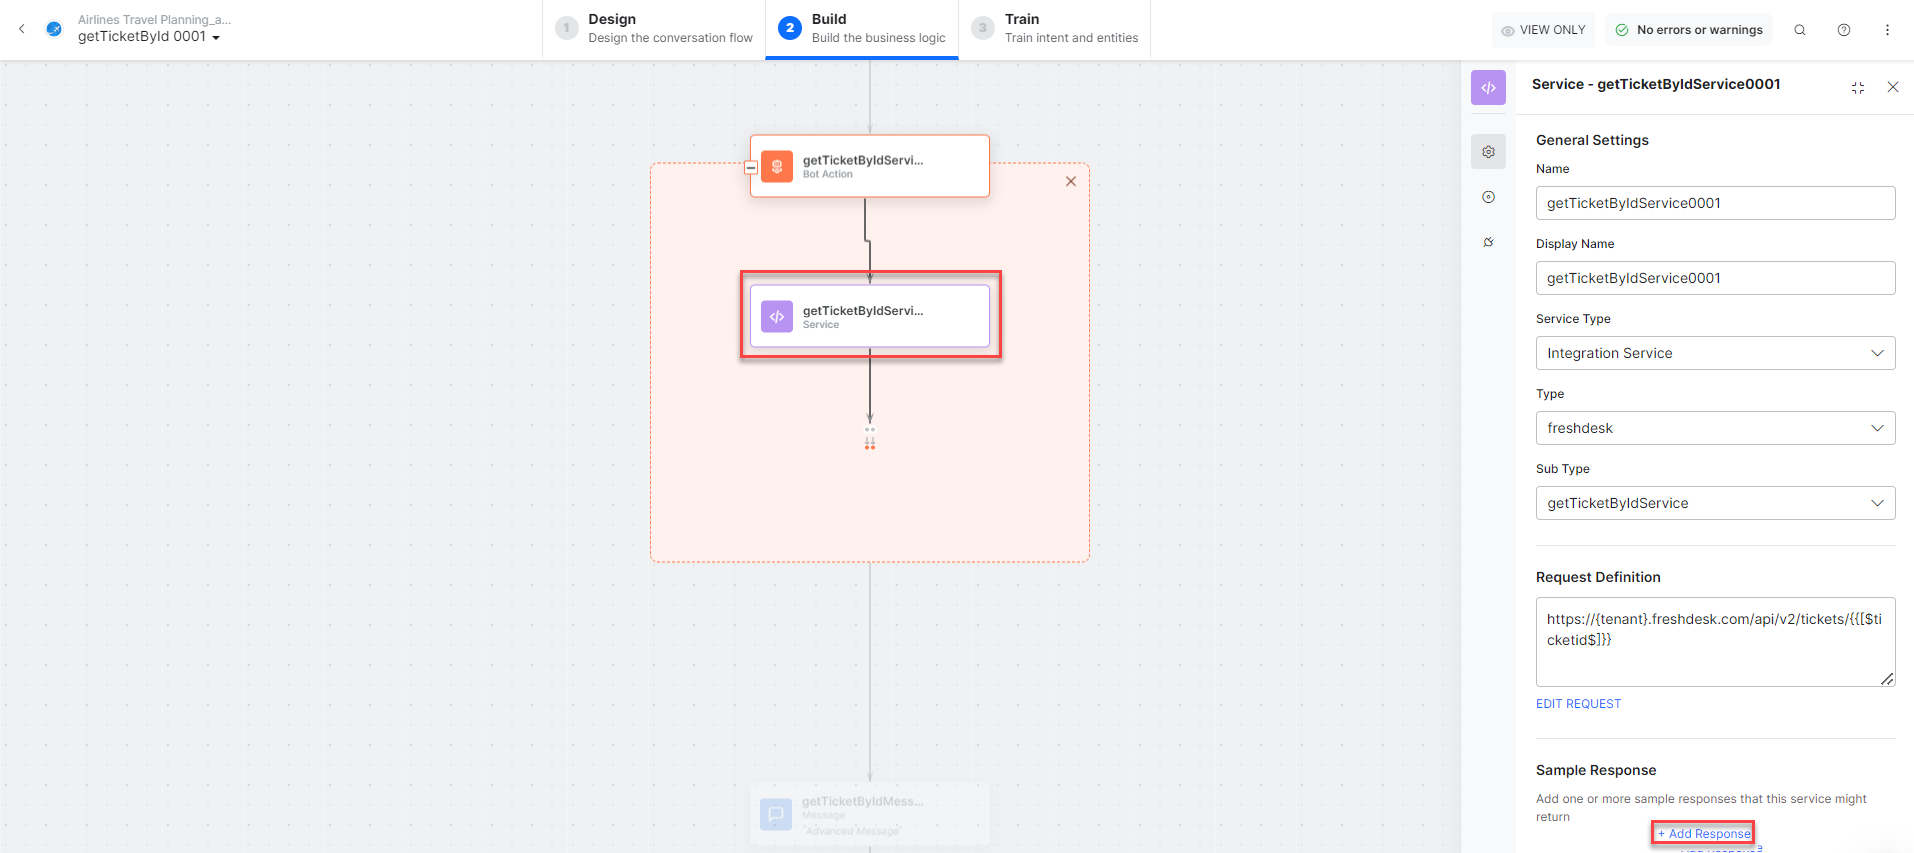 Airlines Travel Planning_a...
getTicketById 0001
1
Design
Design the conversation flow
2
Build
Build the business logic
3
Train
Train intent and entities
VIEW ONLY
No errors or warnings
getTicketByIdServi...
Bot Action
getTicketByIdServi...
Service
getTicketByIdMess...
Message
"Advanced Message"
Service - getTicketByIdService0001
General Settings
Name
getTicketByIdService0001
Display Name
getTicketByIdService0001
Service Type
Integration Service
Type
freshdesk
Sub Type
getTicketByIdService
Request Definition
https://{tenant}.freshdesk.com/api/v2/tickets/{{[$ti
cketid$]}}
EDIT REQUEST
Sample Response
Add one or more sample responses that this service might
return
+ Add Response
Add Response